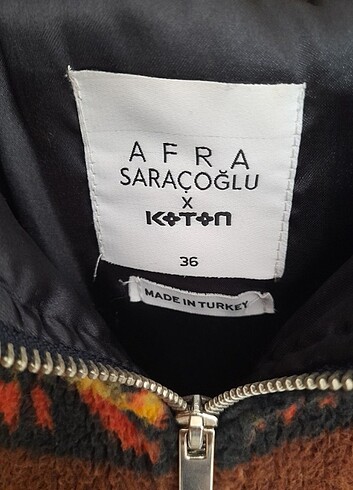 AFRA
SARAÇOĞLU
x
KOTON
36
MADE IN TURKEY